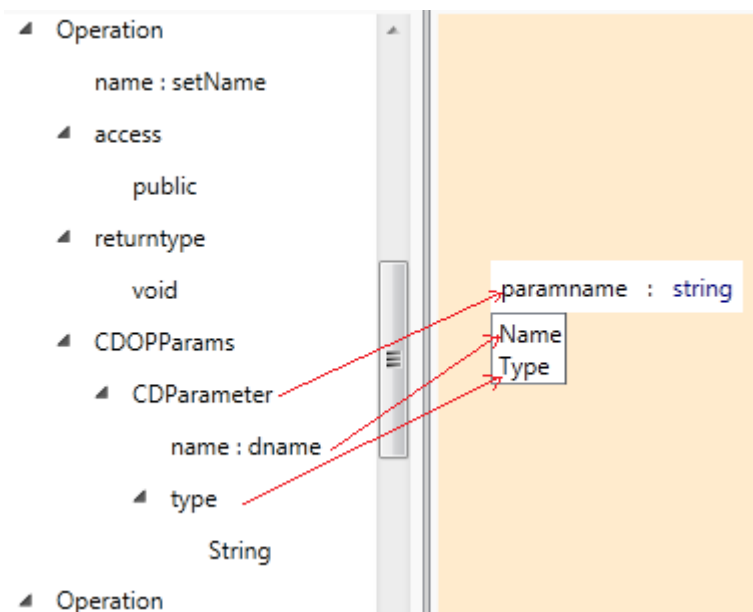 Operation
name : setName
access
public
returntype
void
CDOPParams
CDParameter
name : dname
type
String
Operation
paramname : string
Name
Type